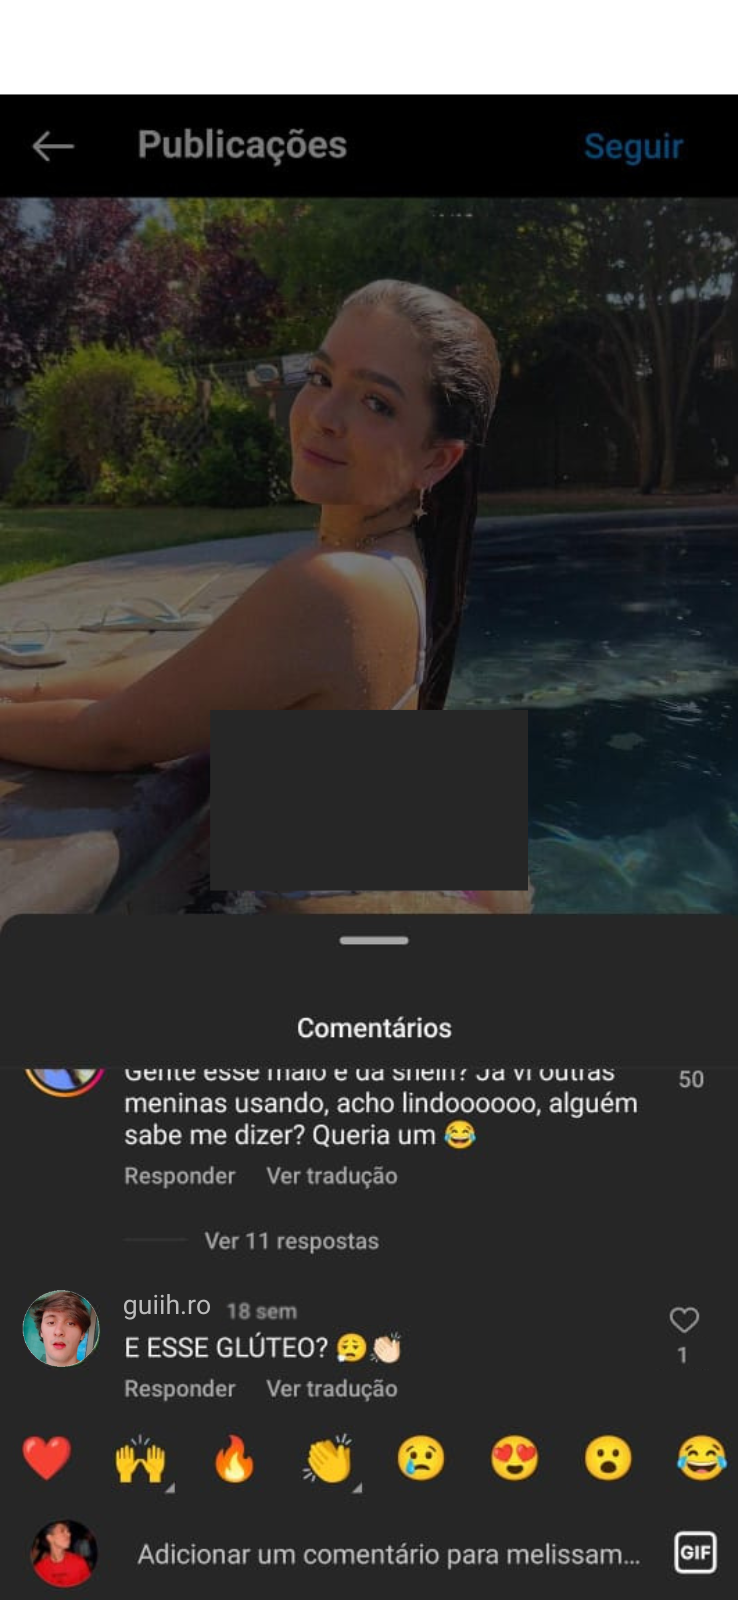 Publicações
Seguir
Comentários
Gente esse maiô é da shein? Já vi outras
50
meninas usando, acho lindoooooo, alguém
sabe me dizer? Queria um 😂
Responder Ver tradução
Ver 11 respostas
guiih.ro 18 sem
E ESSE GLÚTEO? 😮‍💨👏🏻
1
Responder Ver tradução
Adicionar um comentário para melissam...
GIF